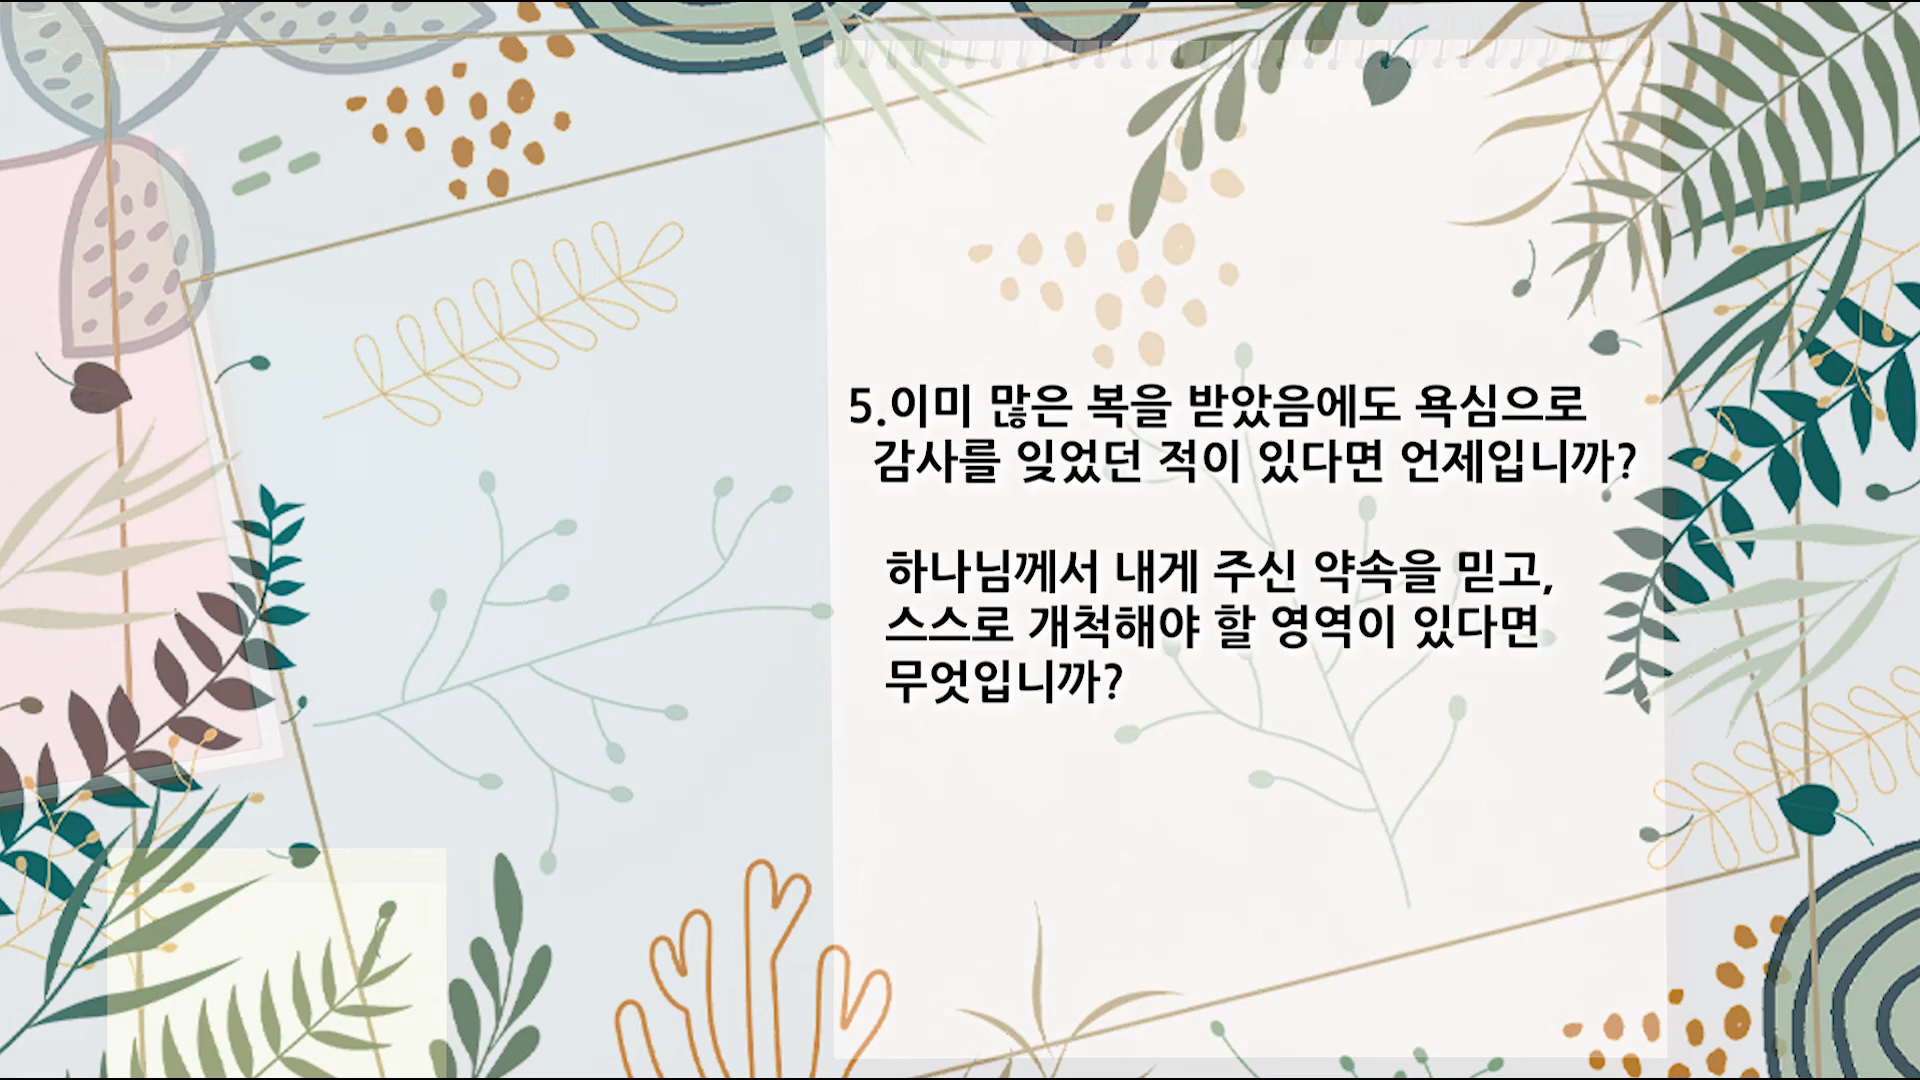 5.이미 많은 복을 받았음에도 욕심으로
감사를 잊었던 적이 있다면 언제입니까?
하나님께서 내게 주신 약속을 믿고,
스스로 개척해야 할 영역이 있다면
무엇입니까?